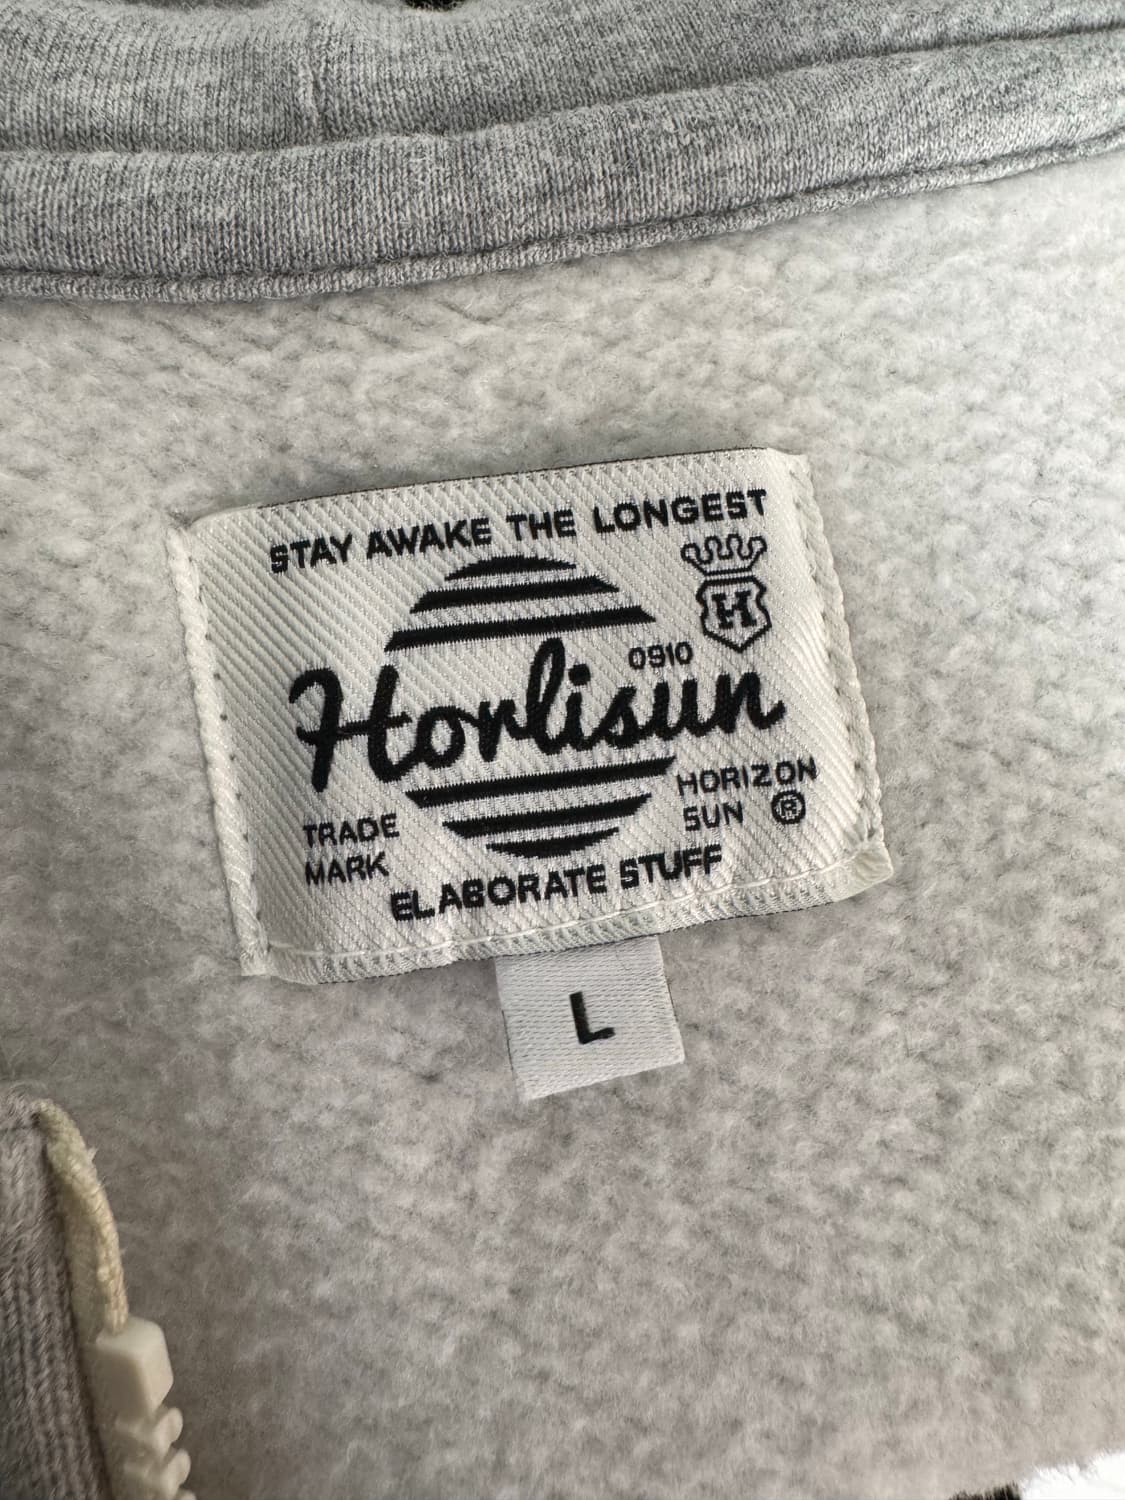 STAY AWAKE THE LONGEST
H
0910
Horlisun
HORIZON
SUN ®
TRADE
MARK
ELABORATE STUFF
L